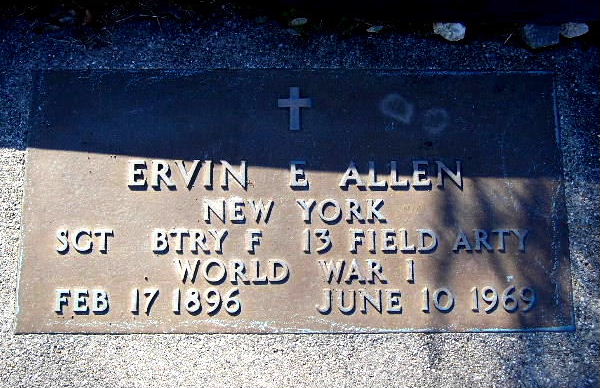 ERVIN E ALLEN
NEW YORK
SGT BTRY F 13 FIELD ARTY
WORLD WAR I
FEB 17 1896 JUNE 10 1969